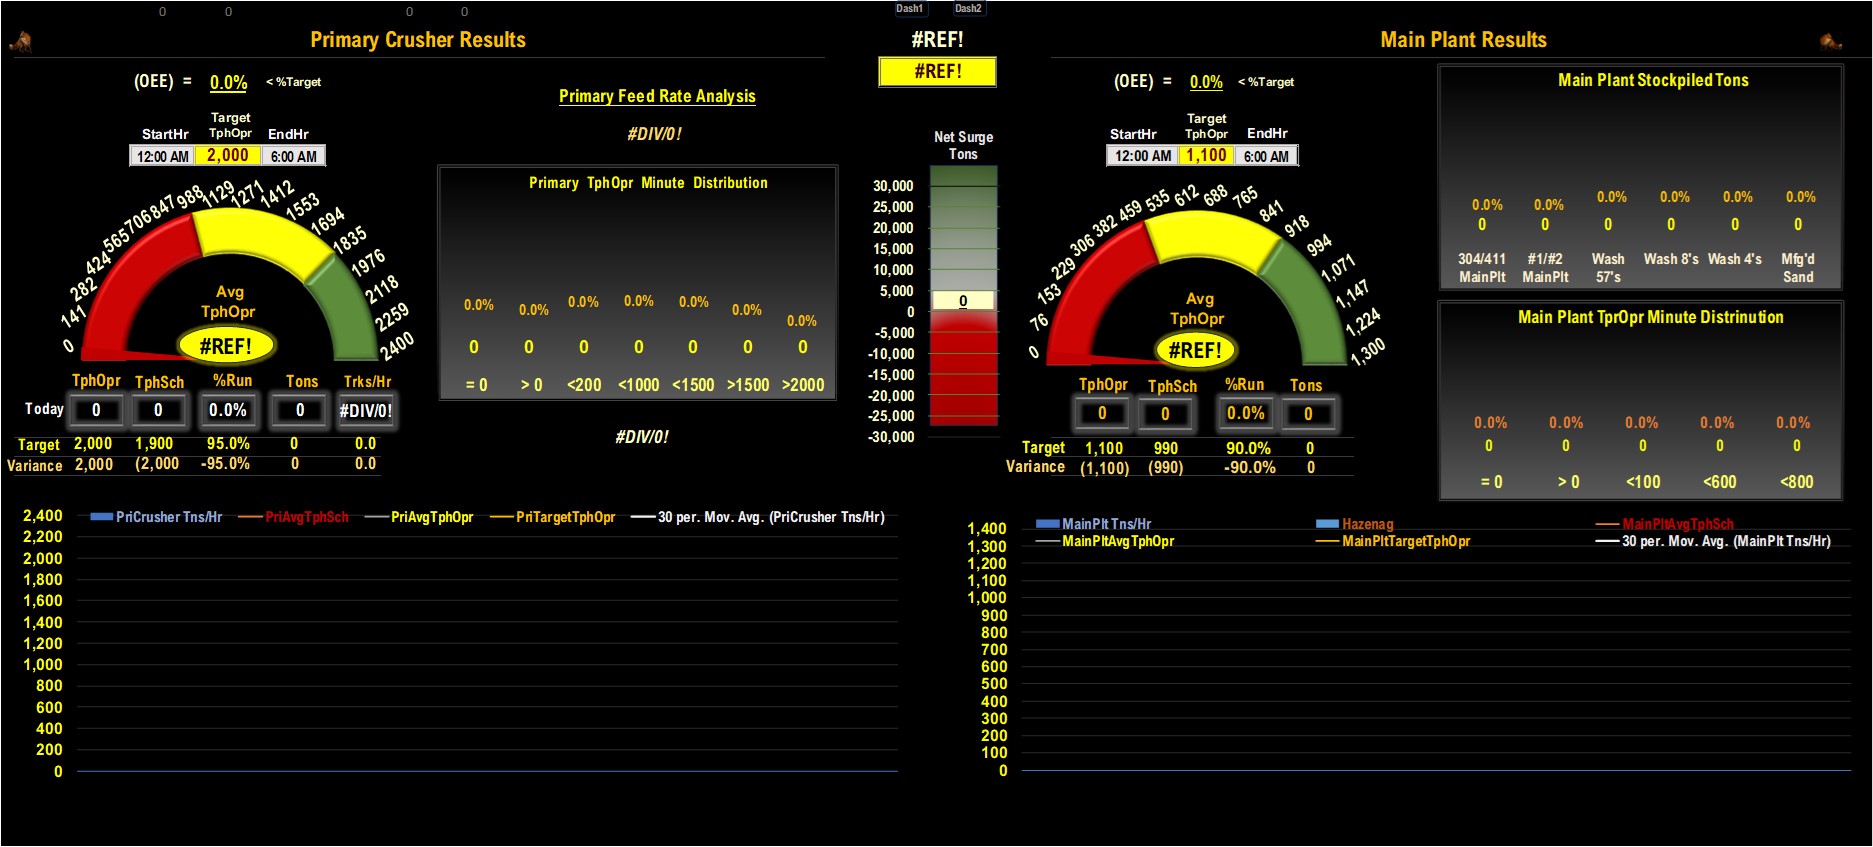 0 0 0 0
Dash1 Dash2
Primary Crusher Results
#REF!
#REF!
Main Plant Results
(OEE) = 0.0% < %Target
Target
StartHr TphOpr EndHr
12:00 AM 2,000 6:00 AM
0 141 282 424 565 706 847 988 1129 1271 1412 1553 1694 1835 1976 2118 2259 2400
Avg
TphOpr
#REF!
TphOpr TphSch %Run Tons Trks/Hr
Today 0 0 0.0% 0 #DIV/0!
Target 2,000 1,900 95.0% 0 0.0
Variance 2,000 (2,000 -95.0% 0 0.0
Primary Feed Rate Analysis
#DIV/0!
Primary TphOpr Minute Distribution
0.0% 0.0% 0.0% 0.0% 0.0% 0.0% 0.0%
0 0 0 0 0 0 0
= 0 > 0 <200 <1000 <1500 >1500 >2000
#DIV/0!
Net Surge
Tons
30,000
25,000
20,000
15,000
10,000
5,000
0
0
-5,000
-10,000
-15,000
-20,000
-25,000
-30,000
(OEE) = 0.0% < %Target
Target
StartHr TphOpr EndHr
12:00 AM 1,100 6:00 AM
0 76 153 229 306 382 459 535 612 688 765 841 918 994 1,071 1,147 1,224 1,300
Avg
TphOpr
#REF!
TphOpr TphSch %Run Tons
0 0 0.0% 0
Target 1,100 990 90.0% 0
Variance (1,100) (990) -90.0% 0
Main Plant Stockpiled Tons
0.0% 0.0% 0.0% 0.0% 0.0% 0.0%
0 0 0 0 0 0
304/411 #1/#2 Wash Wash 8's Wash 4's Mfg'd
MainPlt MainPlt 57's Sand
Main Plant TprOpr Minute Distrinution
0.0% 0.0% 0.0% 0.0% 0.0%
0 0 0 0 0
= 0 > 0 <100 <600 <800
PriCrusher Tns/Hr PriAvgTphSch PriAvgTphOpr PriTargetTphOpr 30 per. Mov. Avg. (PriCrusher Tns/Hr)
2,400
2,200
2,000
1,800
1,600
1,400
1,200
1,000
800
600
400
200
0
MainPlt Tns/Hr Hazenag MainPltAvgTphSch
MainPltAvgTphOpr MainPltTargetTphOpr 30 per. Mov. Avg. (MainPlt Tns/Hr)
1,400
1,300
1,200
1,100
1,000
900
800
700
600
500
400
300
200
100
0